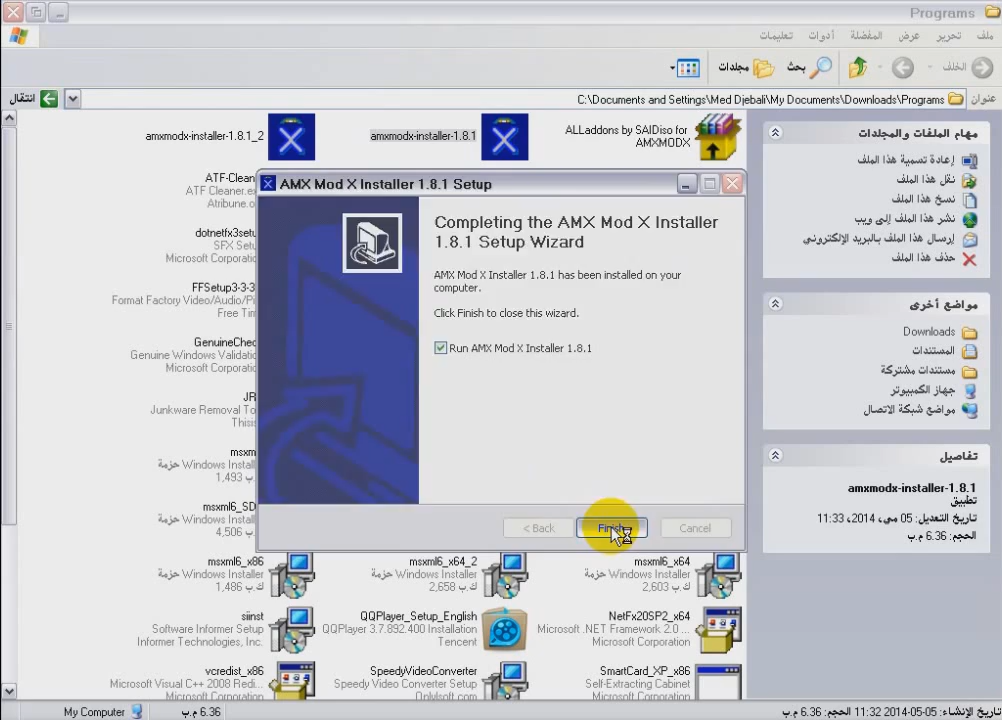 Programs
ملف تحرير عرض المفضلة أدوات تعليمات
الخلف بحث مجلدات
عنوان C:\Documents and Settings\Med Djebali\My Documents\Downloads\Programs انتقال
مهام الملفات والمجلدات
إعادة تسمية هذا الملف
نقل هذا الملف
نسخ هذا الملف
نشر هذا الملف إلى ويب
إرسال هذا الملف بالبريد الإلكتروني
حذف هذا الملف
مواضع أخرى
Downloads
المستندات
مستندات مشتركة
جهاز الكمبيوتر
مواضع شبكة الاتصال
تفاصيل
amxmodx-installer-1.8.1
تطبيق
تاريخ التعديل: 05 مي، 2014, 11:33
الحجم: 6.36 م.ب
ALLaddons by SAIDiso for
AMXMODX
amxmodx-installer-1.8.1
amxmodx-installer-1.8.1_2
ATF-Clean
ATF Cleaner.e
Atribune.o
dotnetfx3setu
SFX Setu
Microsoft Corporatio
FFSetup3-3-3
Format Factory Video/Audio/Pi
Free Tim
GenuineChec
Genuine Windows Validatio
Microsoft Corporat
JR
Junkware Removal To
Thisis
msxm
حزمة Windows Install
1,493 ك.ب
msxml6_SD
حزمة Windows Install
4,506 ك.ب
AMX Mod X Installer 1.8.1 Setup
Completing the AMX Mod X Installer
1.8.1 Setup Wizard
AMX Mod X Installer 1.8.1 has been installed on your
computer.
Click Finish to close this wizard.
Run AMX Mod X Installer 1.8.1
< Back Finish Cancel
msxml6_x64
حزمة Windows Installer
2,603 ك.ب
msxml6_x64_2
حزمة Windows Installer
2,658 ك.ب
msxml6_x86
حزمة Windows Installer
1,486 ك.ب
NetFx20SP2_x64
Microsoft .NET Framework 2.0 ...
Microsoft Corporation
QQPlayer_Setup_English
QQPlayer 3.7.892.400 Installation
Tencent
siinst
Software Informer Setup
Informer Technologies, Inc.
SmartCard_XP_x86
Self-Extracting Cabinet
Microsoft Corporation
SpeedyVideoConverter
Speedy Video Converter Setup
vcredist_x86
Microsoft Visual C++ 2008 Redi...
Microsoft Corporation
تاريخ الإنشاء: 05-05-2014 11:32 الحجم: 6.36 م.ب
6.36 م.ب
My Computer